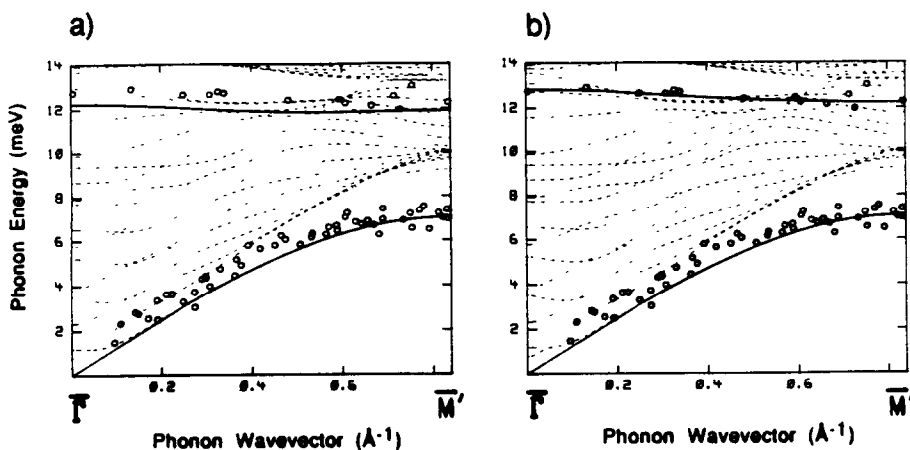 a)
14
12
10
8
6
4
2
Phonon Energy (meV)
0.2
0.4
0.6
Γ̅
M̅'
Phonon Wavevector (Å-1)
b)
14
12
10
8
6
4
2
0.2
0.4
0.6
Γ̅
M̅'
Phonon Wavevector (Å-1)